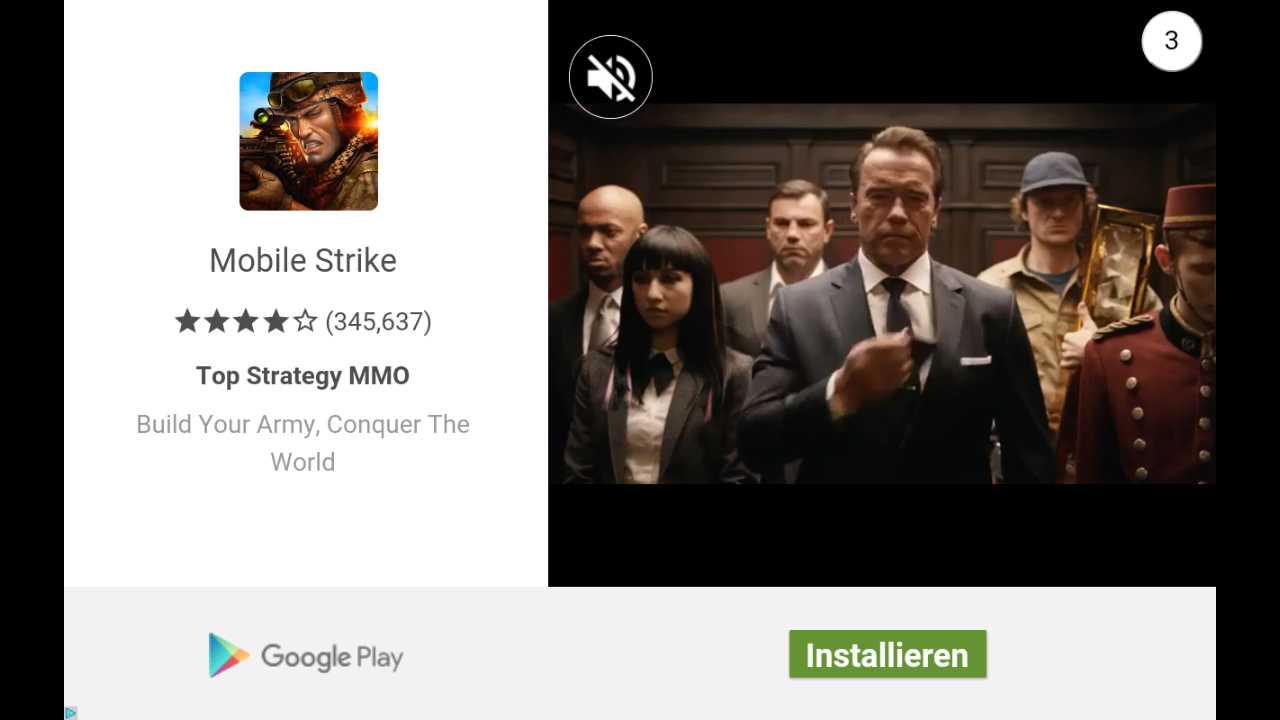 3
Mobile Strike
(345,637)
Top Strategy MMO
Build Your Army, Conquer The
World
Google Play
Installieren